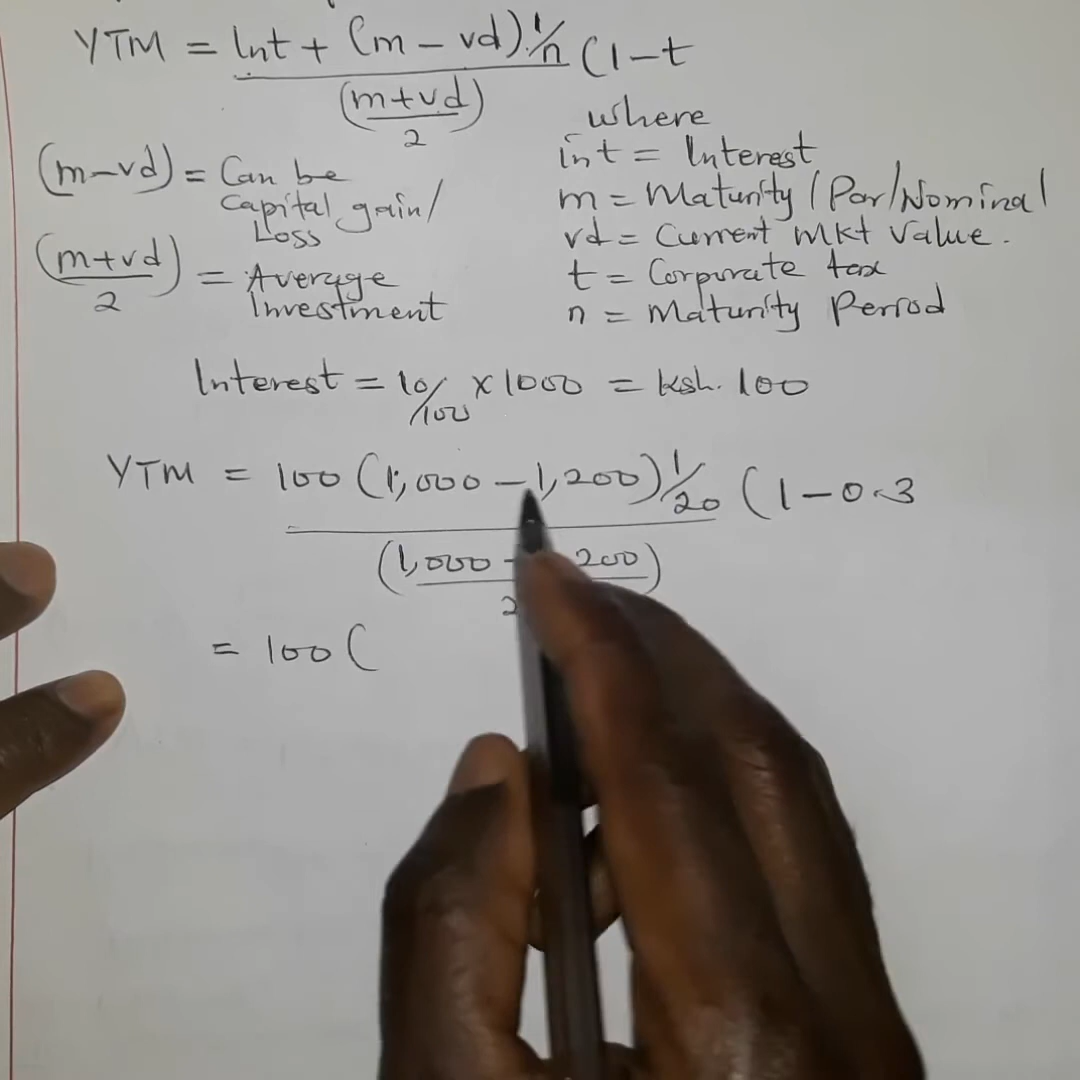 YTM = Int + (m - vd) 1/n (1-t
(m+vd)
2
where
(m-vd) = Can be
Capital gain/
Loss
(m+vd)
2
= Average
Investment
int = Interest
m = Maturity/Par/Nominal
vd = Current Mkt Value.
t = Corporate tax
n = Maturity Period
Interest = 10/100 x 1000 = Ksh. 100
YTM = 100 (1,000 - 1,200) 1/20 (1-0.3
(1,000 200)
2
= 100 (